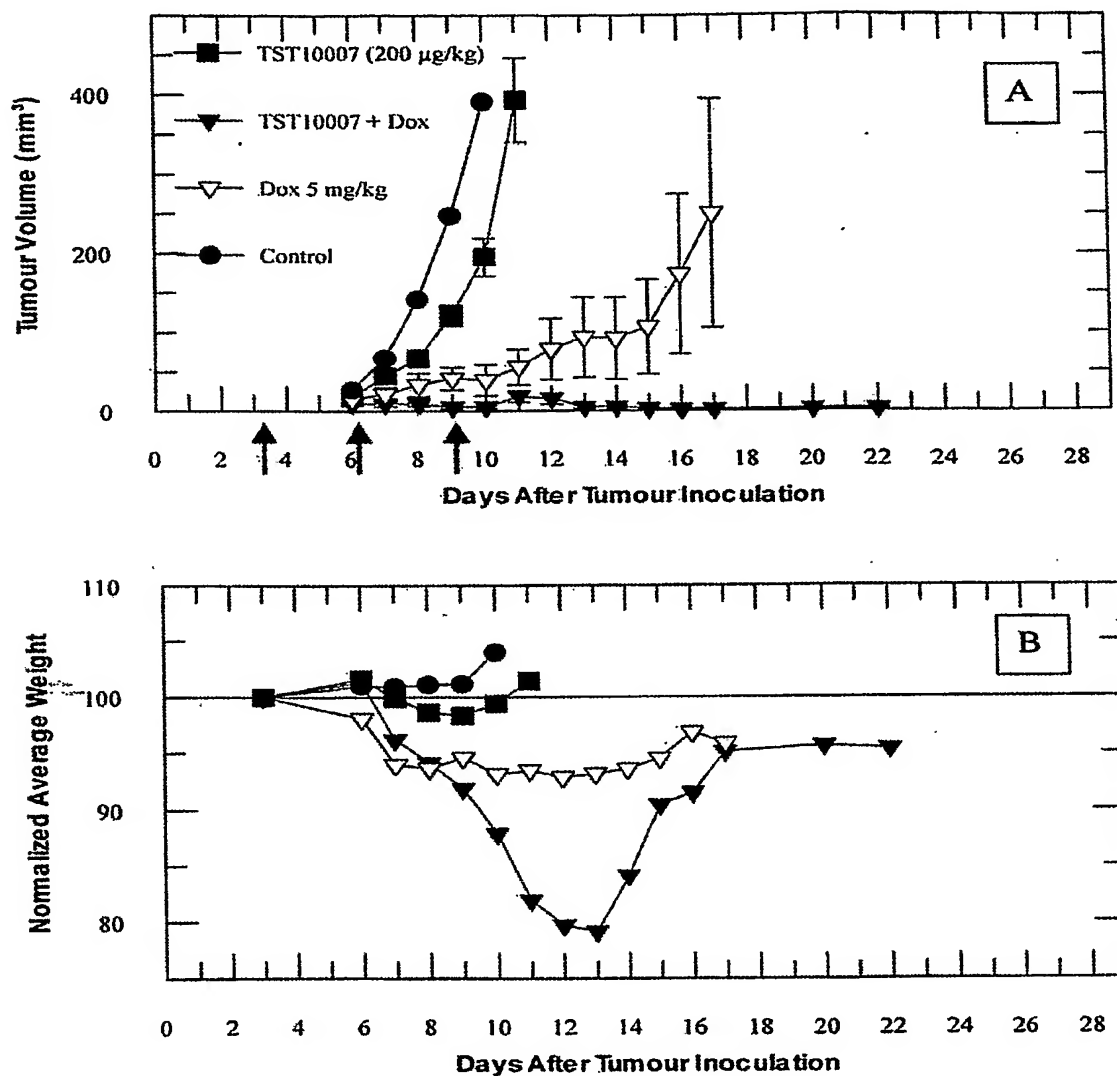 TST10007 (200 µg/kg)
TST10007 + Dox
Dox 5 mg/kg
Control
A
Tumour Volume (mm³)
400
200
0
0 2 4 6 8 10 12 14 16 18 20 22 24 26 28
Days After Tumour Inoculation
B
Normalized Average Weight
110
100
90
80
0 2 4 6 8 10 12 14 16 18 20 22 24 26 28
Days After Tumour Inoculation